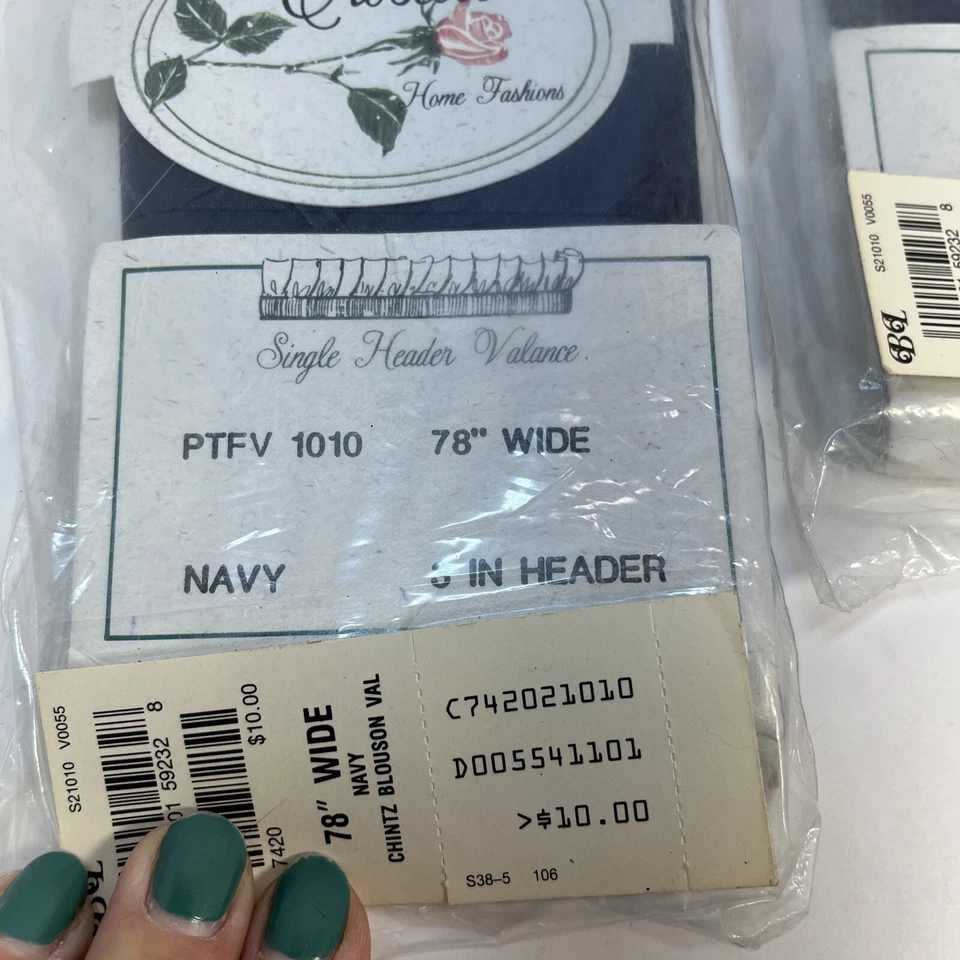 Home Fashions
Single Header Valance.
PTFV 1010 78" WIDE
NAVY IN HEADER
S21010 V0055
59232 8
$10.00
7420
78" WIDE
NAVY
CHINTZ BLOUSON VAL
C742021010
D005541101
>$10.00
S38-5 106
S21010 V0055
59232 8
BL